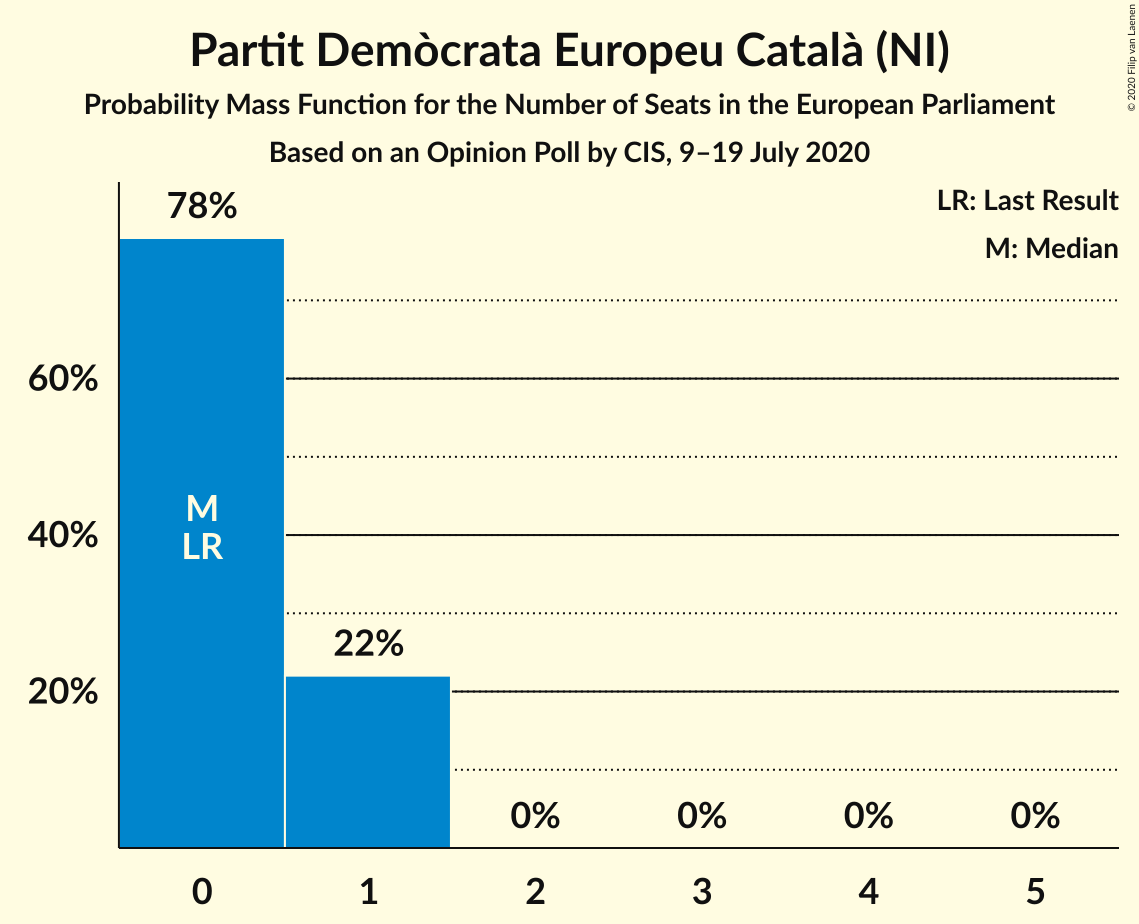 Partit Demòcrata Europeu Català (NI)
Probability Mass Function for the Number of Seats in the European Parliament
Based on an Opinion Poll by CIS, 9–19 July 2020
© 2020 Filip van Laenen
LR: Last Result
M: Median
78%
60%
40%
20%
M
LR
22%
0% 0% 0% 0%
0 1 2 3 4 5